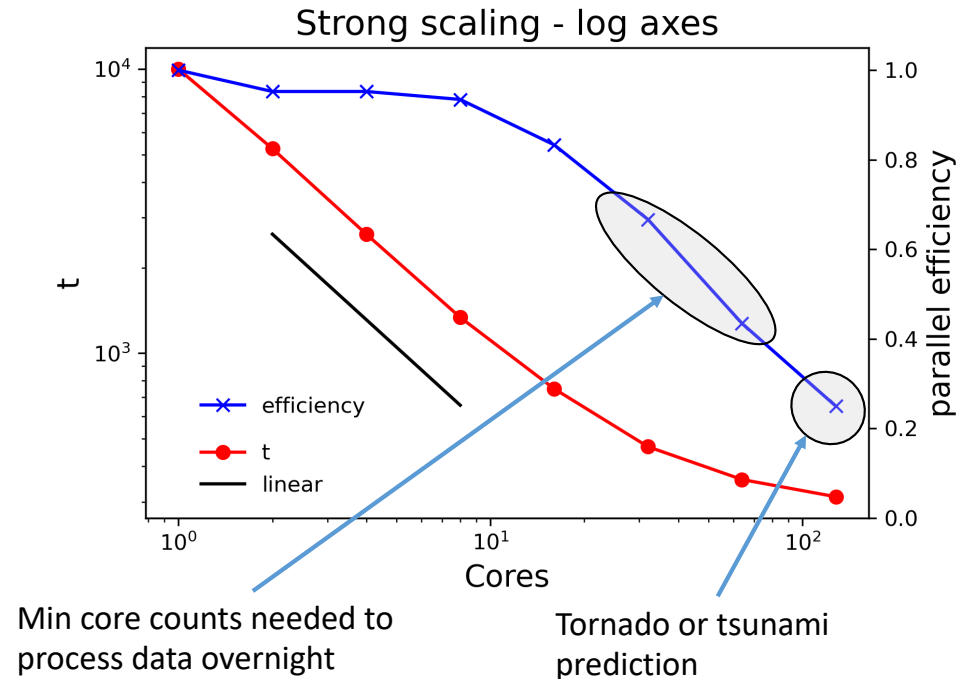 Strong scaling - log axes
10⁴
10³
t
1.0
0.8
0.6
0.4
0.2
0.0
parallel efficiency
efficiency
t
linear
10⁰
10¹
10²
Cores
Min core counts needed to
process data overnight
Tornado or tsunami
prediction